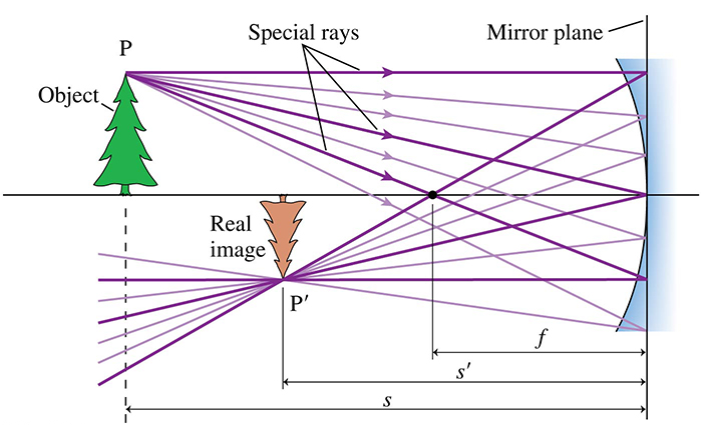 Special rays
Mirror plane
P
Object
Real
image
P′
f
s′
s